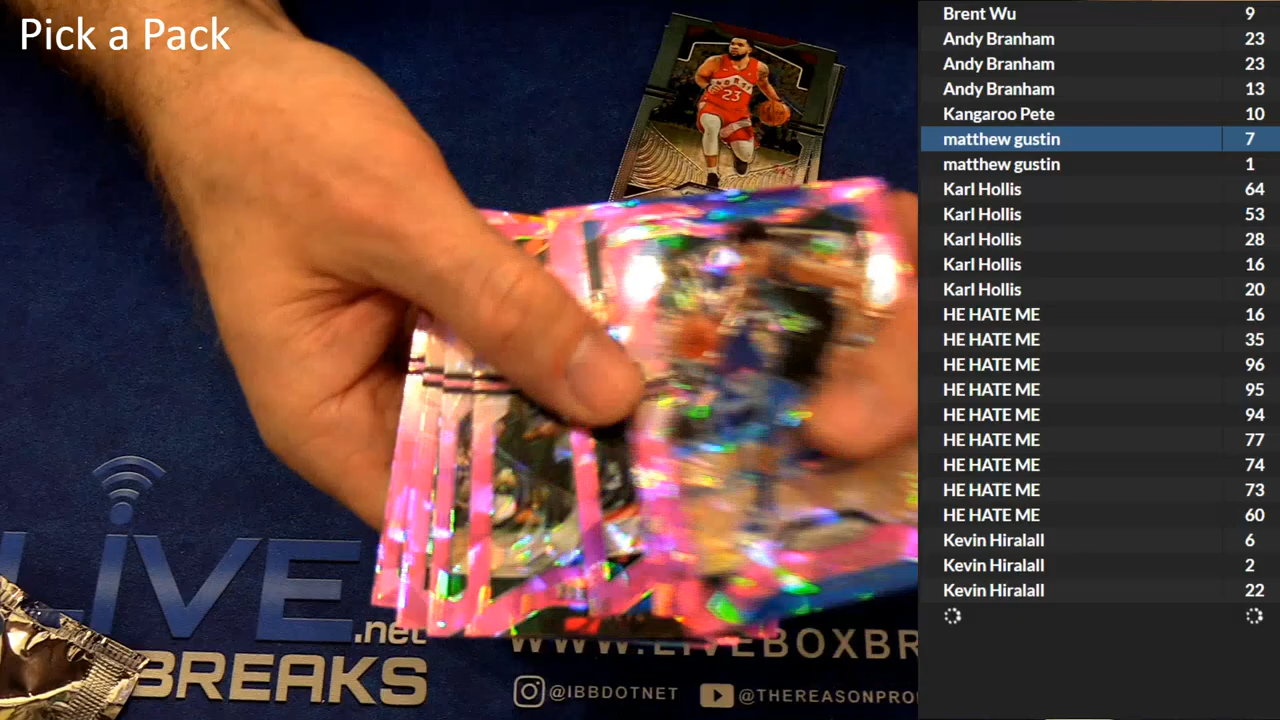 Pick a Pack
23
LIVE
.net
BREAKS
WWW.LIVEBOXBR
@IBBDOTNET
@THEREASONPRO
Brent Wu 9
Andy Branham 23
Andy Branham 23
Andy Branham 13
Kangaroo Pete 10
matthew gustin 7
matthew gustin 1
Karl Hollis 64
Karl Hollis 53
Karl Hollis 28
Karl Hollis 16
Karl Hollis 20
HE HATE ME 16
HE HATE ME 35
HE HATE ME 96
HE HATE ME 95
HE HATE ME 94
HE HATE ME 77
HE HATE ME 74
HE HATE ME 73
HE HATE ME 60
Kevin Hiralall 6
Kevin Hiralall 2
Kevin Hiralall 22